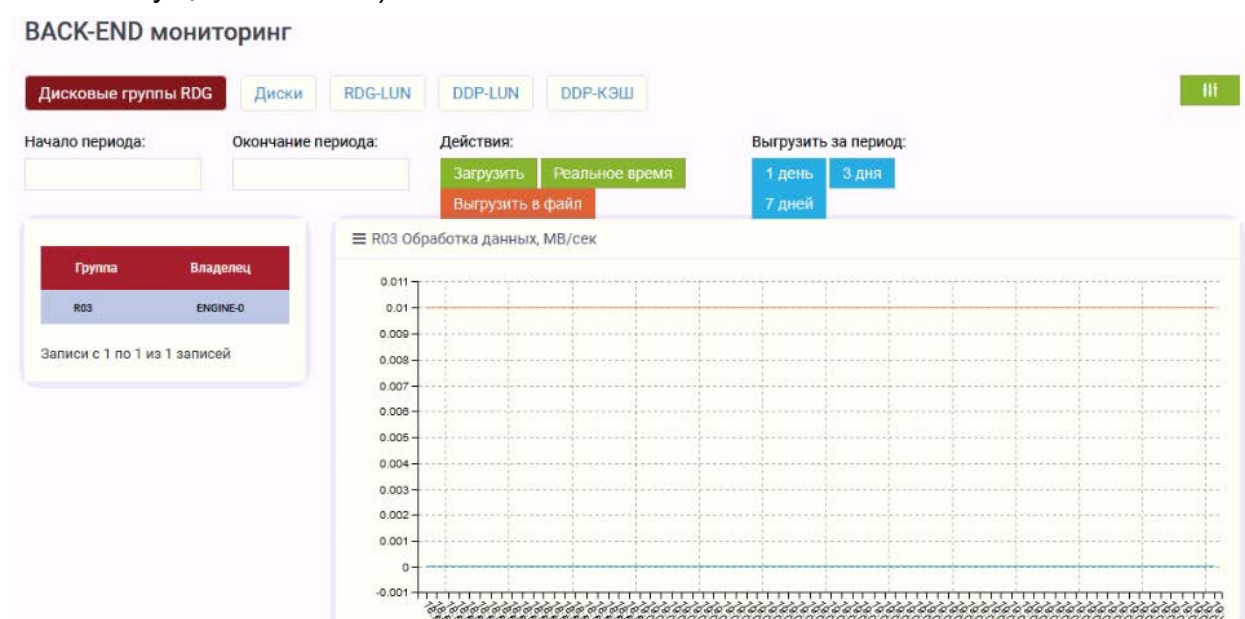 BACK-END мониторинг
Дисковые группы RDG Диски RDG-LUN DDP-LUN DDP-КЭШ
Начало периода: Окончание периода: Действия: Выгрузить за период:
Загрузить Реальное время 1 день 3 дня
Выгрузить в файл 7 дней
R03 Обработка данных, MB/сек
Группа Владелец
R03 ENGINE-0
Записи с 1 по 1 из 1 записей
0.011
0.01
0.009
0.008
0.007
0.006
0.005
0.004
0.003
0.002
0.001
0
-0.001